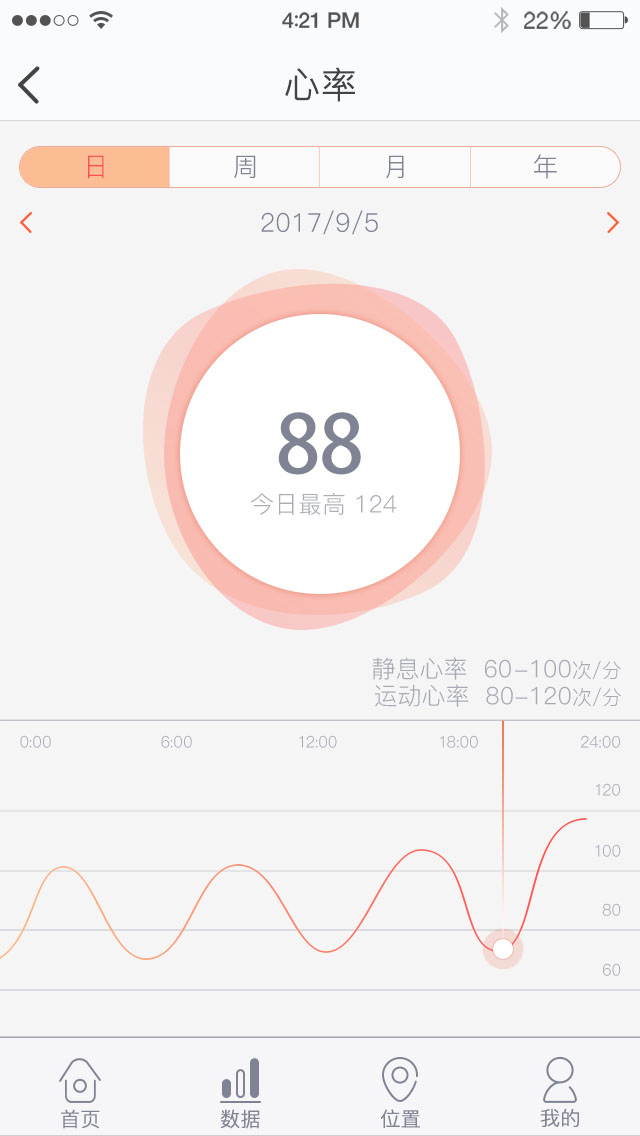 4:21 PM 22%
心率
日 周 月 年
2017/9/5
88
今日最高 124
静息心率 60-100次/分
运动心率 80-120次/分
0:00 6:00 12:00 18:00 24:00
120
100
80
60
首页 数据 位置 我的